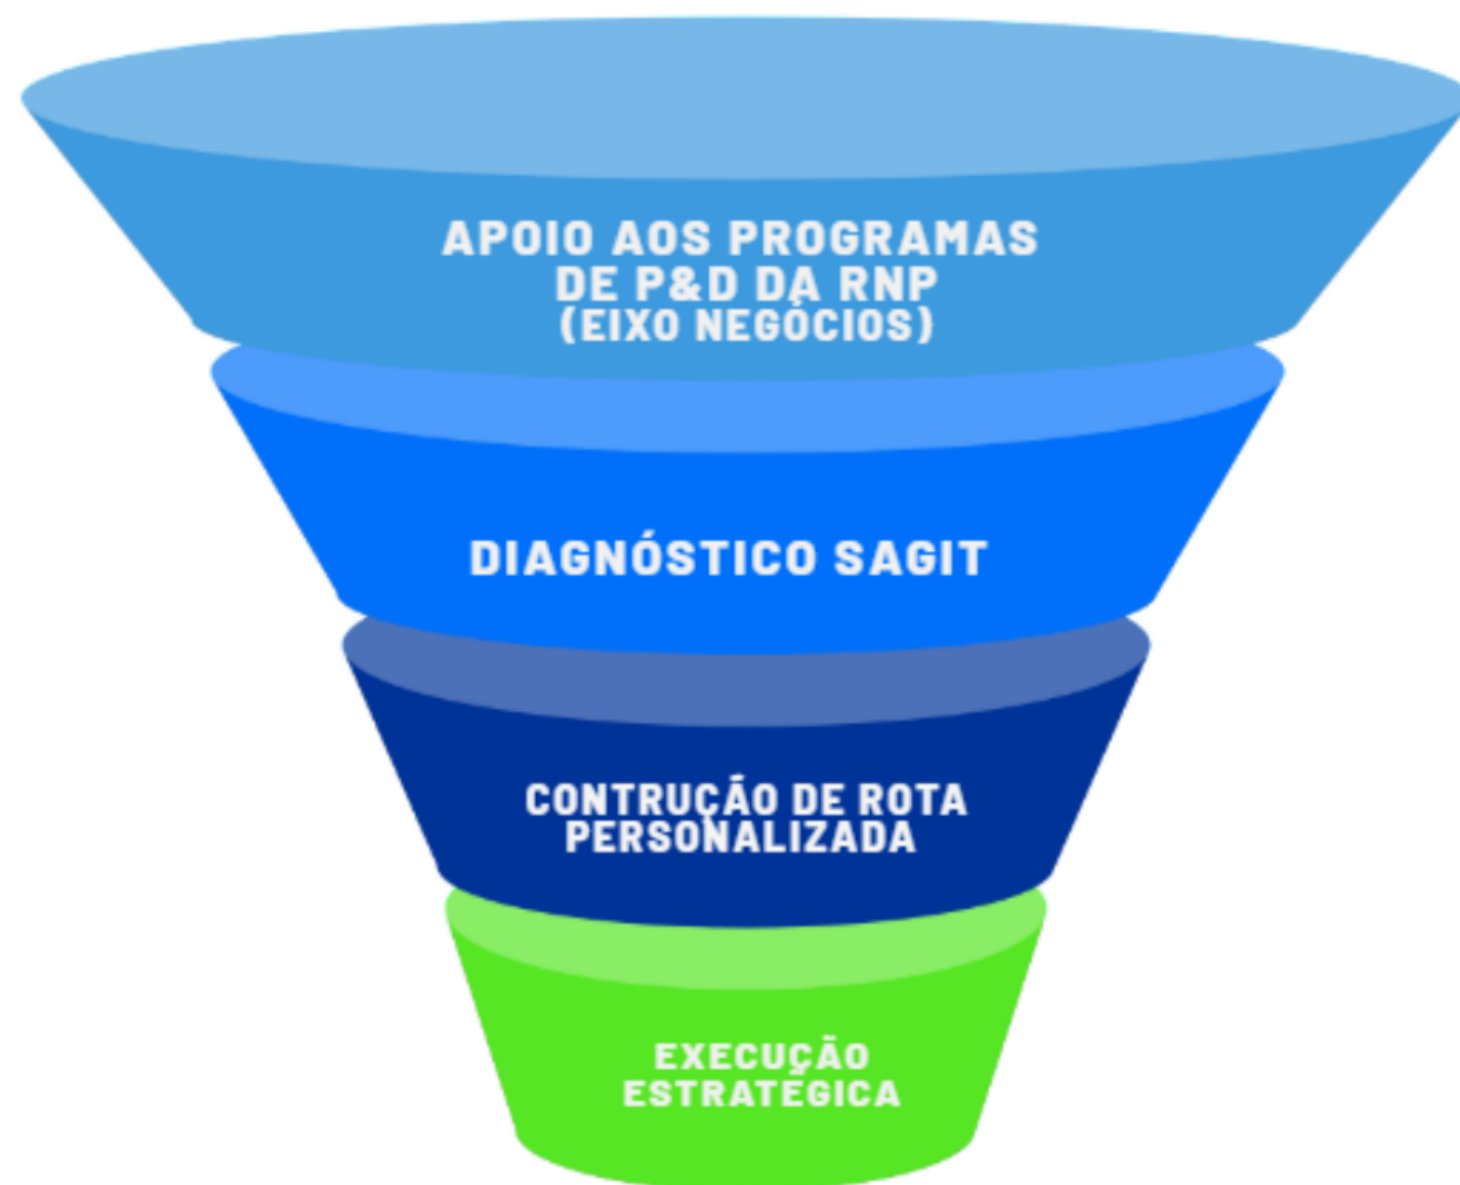 APOIO AOS PROGRAMAS
DE P&D DA RNP
(EIXO NEGÓCIOS)
DIAGNÓSTICO SAGIT
CONTRUÇÃO DE ROTA
PERSONALIZADA
EXECUÇÃO
ESTRATÉGICA